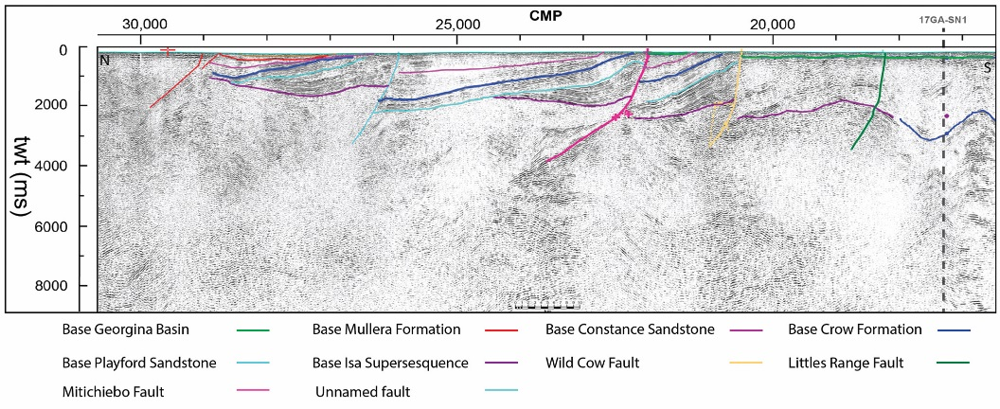 CMP
30,000 25,000 20,000 17GA-SN1
0
N S
2000
4000
6000
8000
twt (ms)
Base Georgina Basin Base Mullera Formation Base Constance Sandstone Base Crow Formation
Base Playford Sandstone Base Isa Supersesquence Wild Cow Fault Littles Range Fault
Mitichiebo Fault Unnamed fault